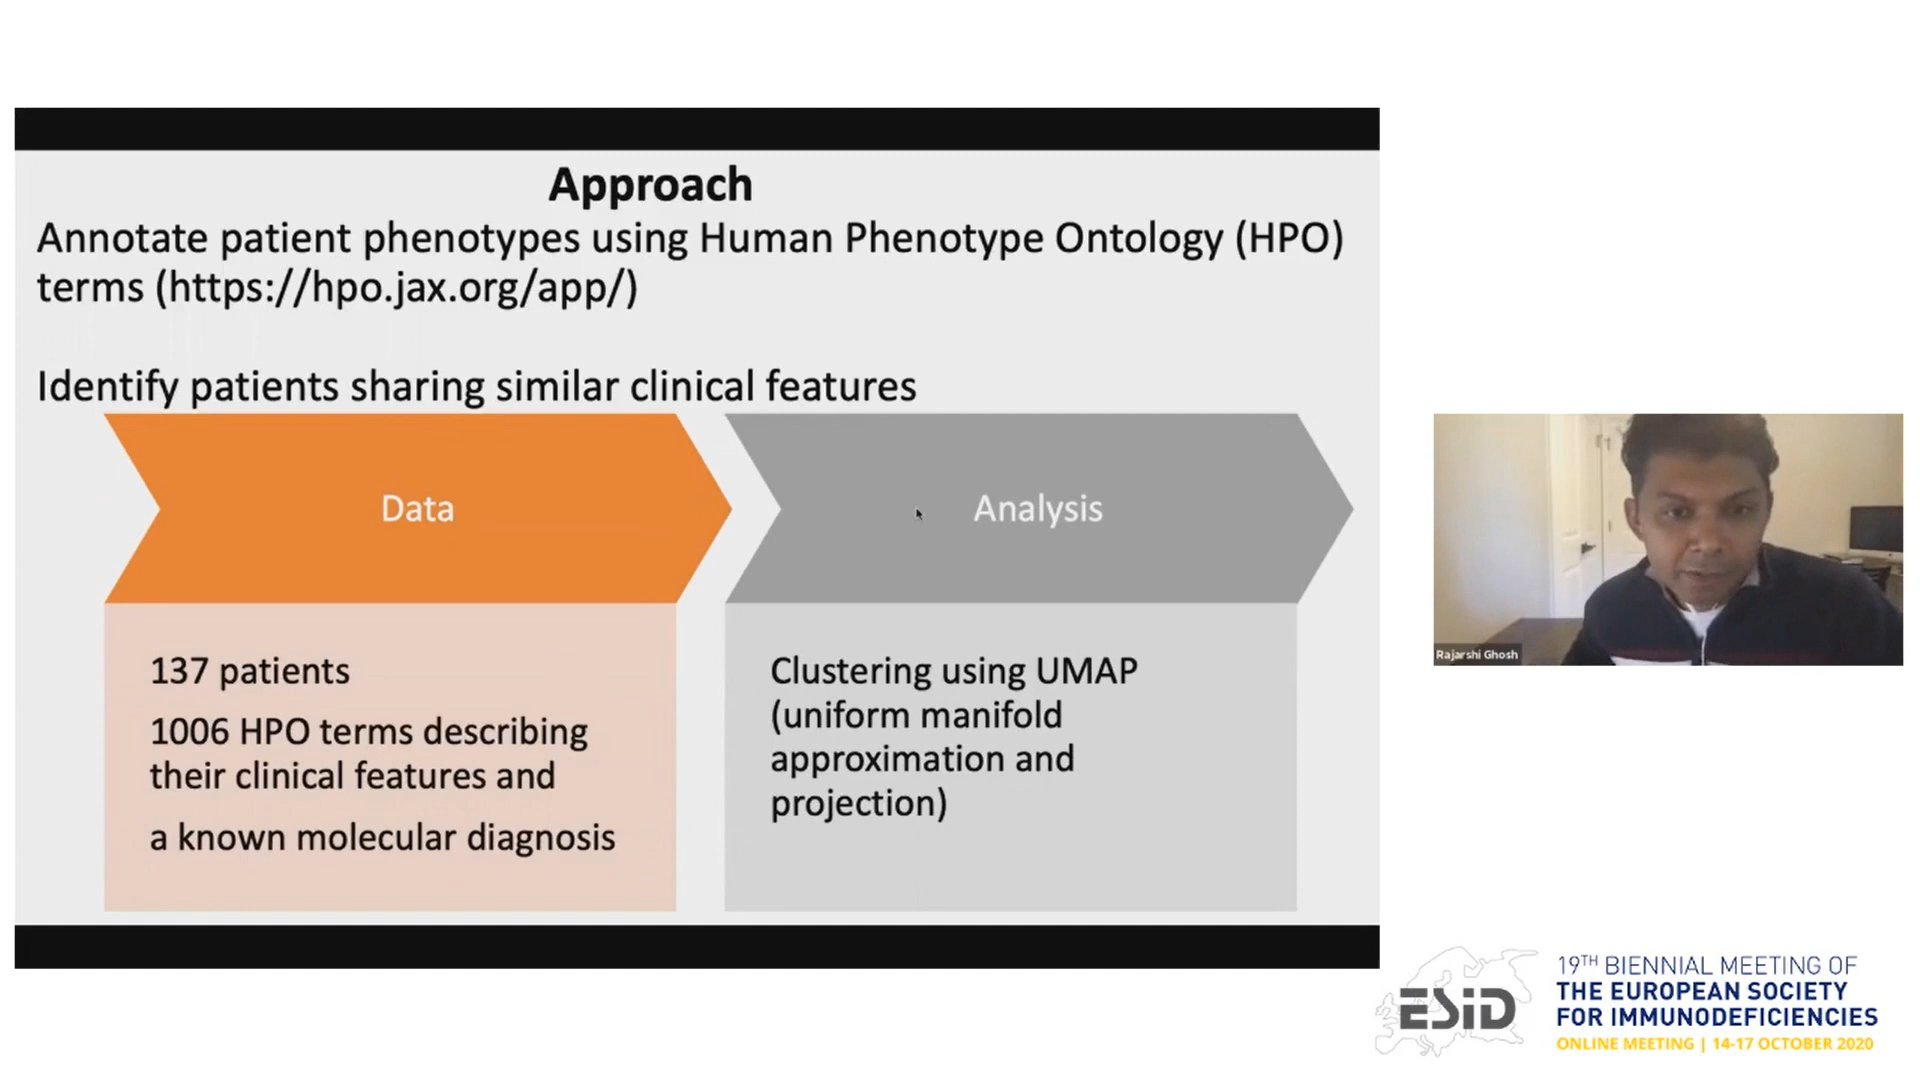 Approach
Annotate patient phenotypes using Human Phenotype Ontology (HPO)
terms (https://hpo.jax.org/app/)
Identify patients sharing similar clinical features
Data
Analysis
137 patients
1006 HPO terms describing
their clinical features and
a known molecular diagnosis
Clustering using UMAP
(uniform manifold
approximation and
projection)
Rajarshi Ghosh
ESiD
19TH BIENNIAL MEETING OF
THE EUROPEAN SOCIETY
FOR IMMUNODEFICIENCIES
ONLINE MEETING | 14-17 OCTOBER 2020